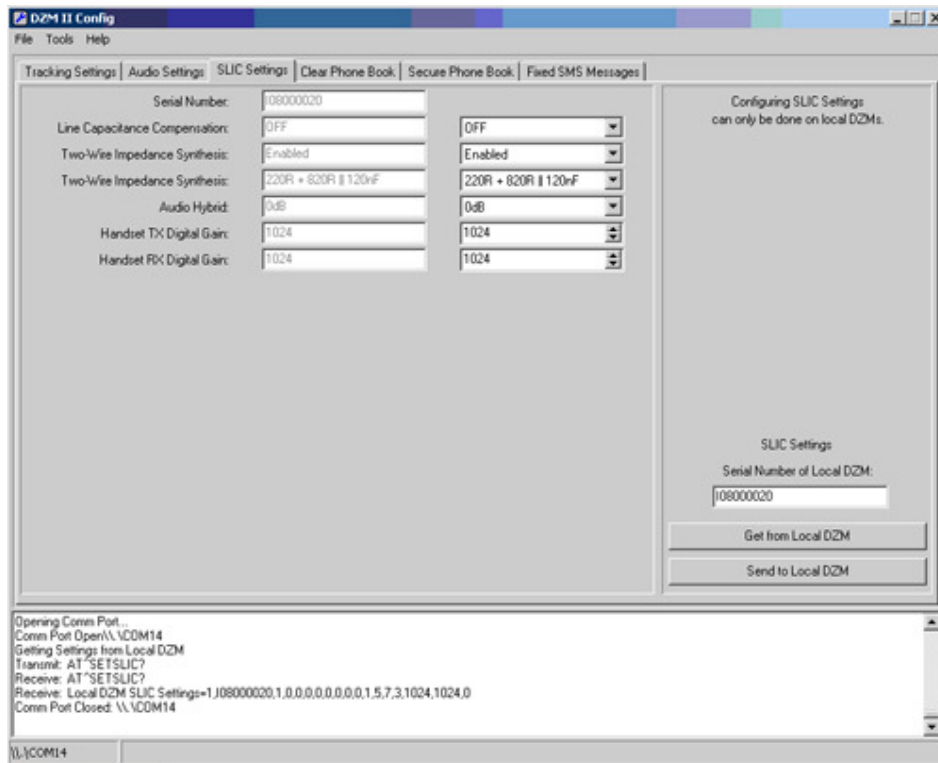 DZM II Config
File Tools Help
Tracking Settings Audio Settings SLIC Settings Clear Phone Book Secure Phone Book Fixed SMS Messages
Serial Number: I08000020
Line Capacitance Compensation: OFF OFF
Two-Wire Impedance Synthesis: Enabled Enabled
Two-Wire Impedance Synthesis: 220R + 820R || 120nF 220R + 820R || 120nF
Audio Hybrid: 0dB 0dB
Handset TX Digital Gain: 1024 1024
Handset RX Digital Gain: 1024 1024
Configuring SLIC Settings
can only be done on local DZMs.
SLIC Settings
Serial Number of Local DZM:
I08000020
Get from Local DZM
Send to Local DZM
Opening Comm Port...
Comm Port Open\\.\COM14
Getting Settings from Local DZM
Transmit: AT^SETSLIC?
Receive: AT^SETSLIC?
Receive: Local DZM SLIC Settings=1,I08000020,1,0,0,0,0,0,0,0,0,1,5,7,3,1024,1024,0
Comm Port Closed: \\.\COM14
\\.\COM14